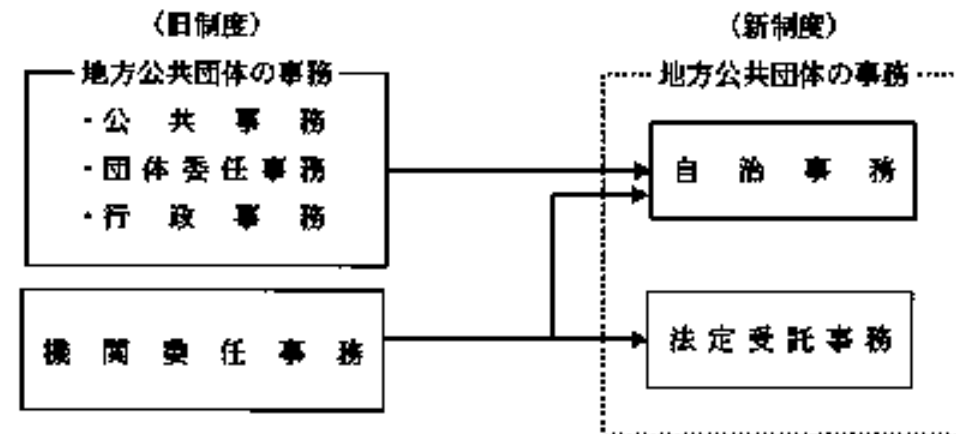 (旧制度)
地方公共団体の事務
・公共事務
・団体委任事務
・行政事務
機関委任事務
(新制度)
地方公共団体の事務
自治事務
法定受託事務